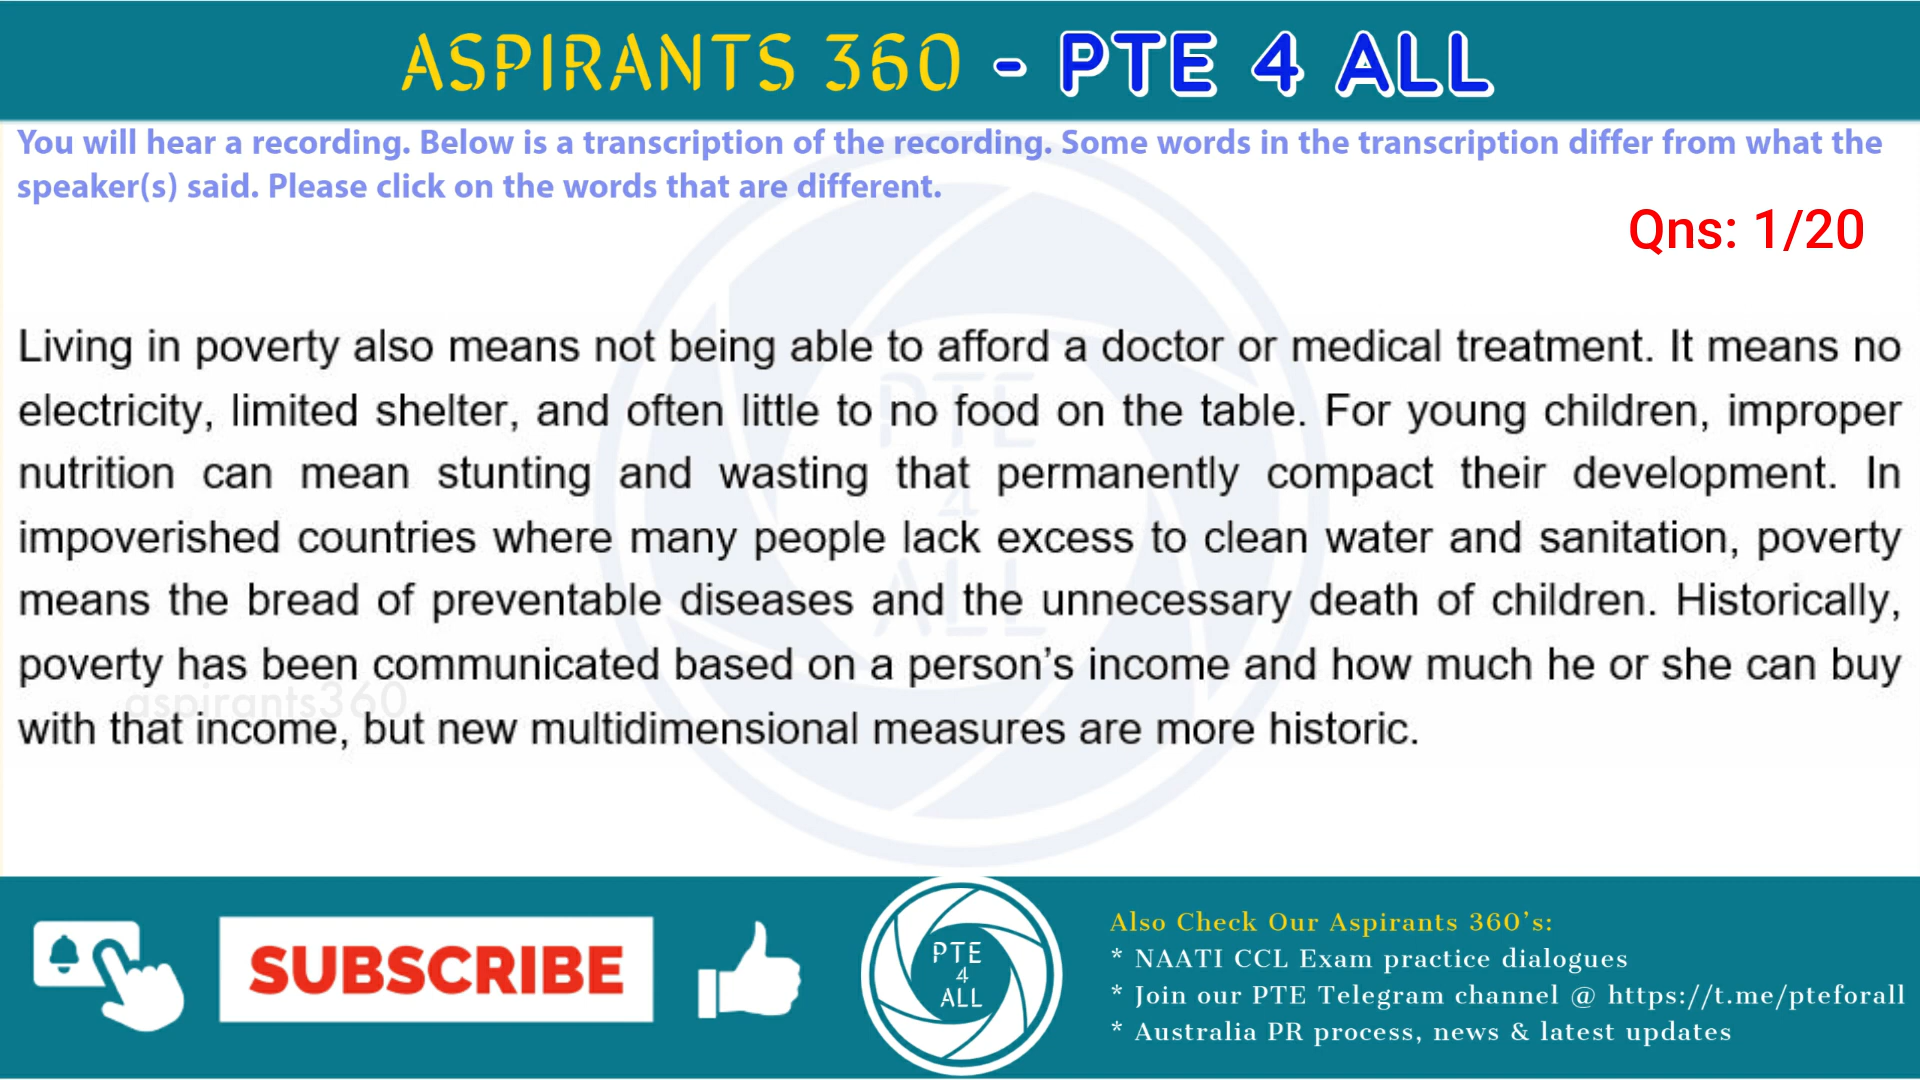 ASPIRANTS 360 - PTE 4 ALL
You will hear a recording. Below is a transcription of the recording. Some words in the transcription differ from what the
speaker(s) said. Please click on the words that are different.
Qns: 1/20
Living in poverty also means not being able to afford a doctor or medical treatment. It means no
electricity, limited shelter, and often little to no food on the table. For young children, improper
nutrition can mean stunting and wasting that permanently compact their development. In
impoverished countries where many people lack excess to clean water and sanitation, poverty
means the bread of preventable diseases and the unnecessary death of children. Historically,
poverty has been communicated based on a person’s income and how much he or she can buy
with that income, but new multidimensional measures are more historic.
aspirants360
PTE
4
ALL
SUBSCRIBE
PTE
4
ALL
Also Check Our Aspirants 360's:
* NAATI CCL Exam practice dialogues
* Join our PTE Telegram channel @ https://t.me/pteforall
* Australia PR process, news & latest updates